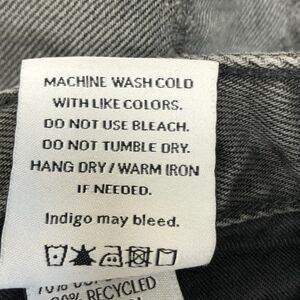 MACHINE WASH COLD
WITH LIKE COLORS.
DO NOT USE BLEACH.
DO NOT TUMBLE DRY.
HANG DRY / WARM IRON
IF NEEDED.
Indigo may bleed.
RECYCLED